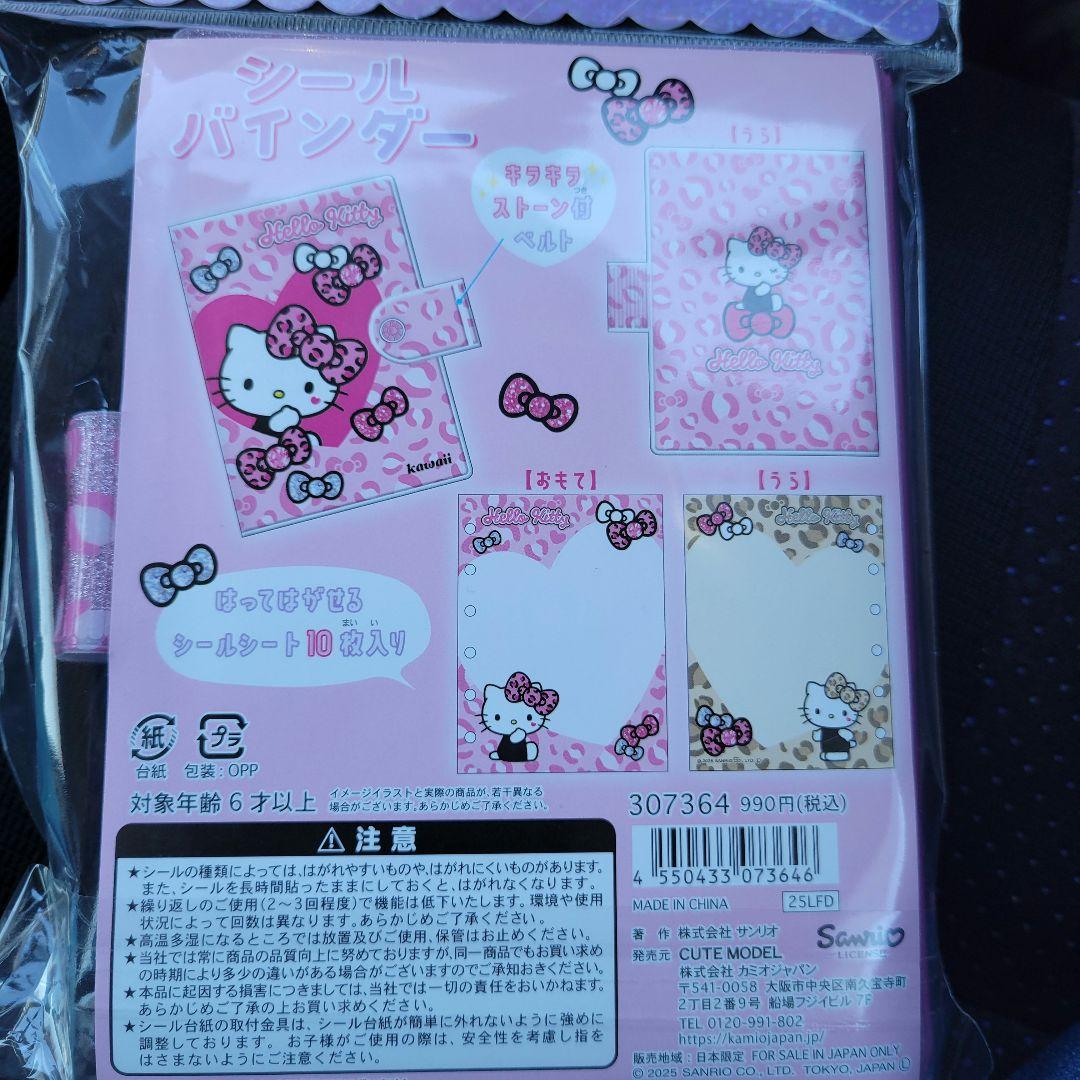 シール
バインダー
キラキラ
ストーン付
つき
ベルト
【うら】
Hello Kitty
kawaii
Hello Kitty
【おもて】
【うら】
Hello Kitty
Hello Kitty
© 2025 SANRIO CO., LTD.
はってはがせる
シールシート10枚入り
まい い
紙
プラ
台紙 包装:OPP
対象年齢 6才以上
イメージイラストと実際の商品が、若干異なる
場合がございます。あらかじめご了承ください。
307364 990円(税込)
⚠ 注意
★シールの種類によっては、はがれやすいものや、はがれにくいものがあります。
また、シールを長時間貼ったままにしておくと、はがれなくなります。
★繰り返しのご使用(2～3回程度)で機能は低下いたします。環境や使用
状況によって回数は異なります。あらかじめご了承ください。
★高温多湿になるところでは放置及びご使用、保管はお止めください。
★当社では常に商品の品質向上に努めておりますが、同一商品でもお買い求め
の時期により多少の違いがある場合がございますのでご承知おきください。
★本品に起因する損害につきましては、当社では一切の責任をおいかねます。
あらかじめご了承の上お買い求めください。
★シール台紙の取付金具は、シール台紙が簡単に外れないように強めに
調整しております。 お子様がご使用の際は、安全性を考慮し指を
はさまないようにご注意ください。
4 550433 073646
MADE IN CHINA 25LFD
著 作 株式会社 サンリオ
Sanrio
LICENSE
発売元 CUTE MODEL
株式会社 カミオジャパン
〒541-0058 大阪市中央区南久宝寺町
2丁目2番9号 船場フジイビル 7F
TEL 0120-991-802
https://kamiojapan.jp/
販売地域:日本限定 FOR SALE IN JAPAN ONLY
© 2025 SANRIO CO., LTD. TOKYO, JAPAN Ⓛ